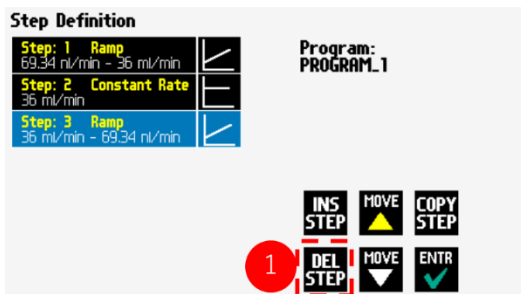 Step Definition
Step: 1 Ramp
69.34 nl/min - 36 ml/min
Step: 2 Constant Rate
36 ml/min
Step: 3 Ramp
36 ml/min - 69.34 nl/min
Program:
PROGRAM_1
INS STEP
MOVE
COPY STEP
1
DEL STEP
MOVE
ENTR